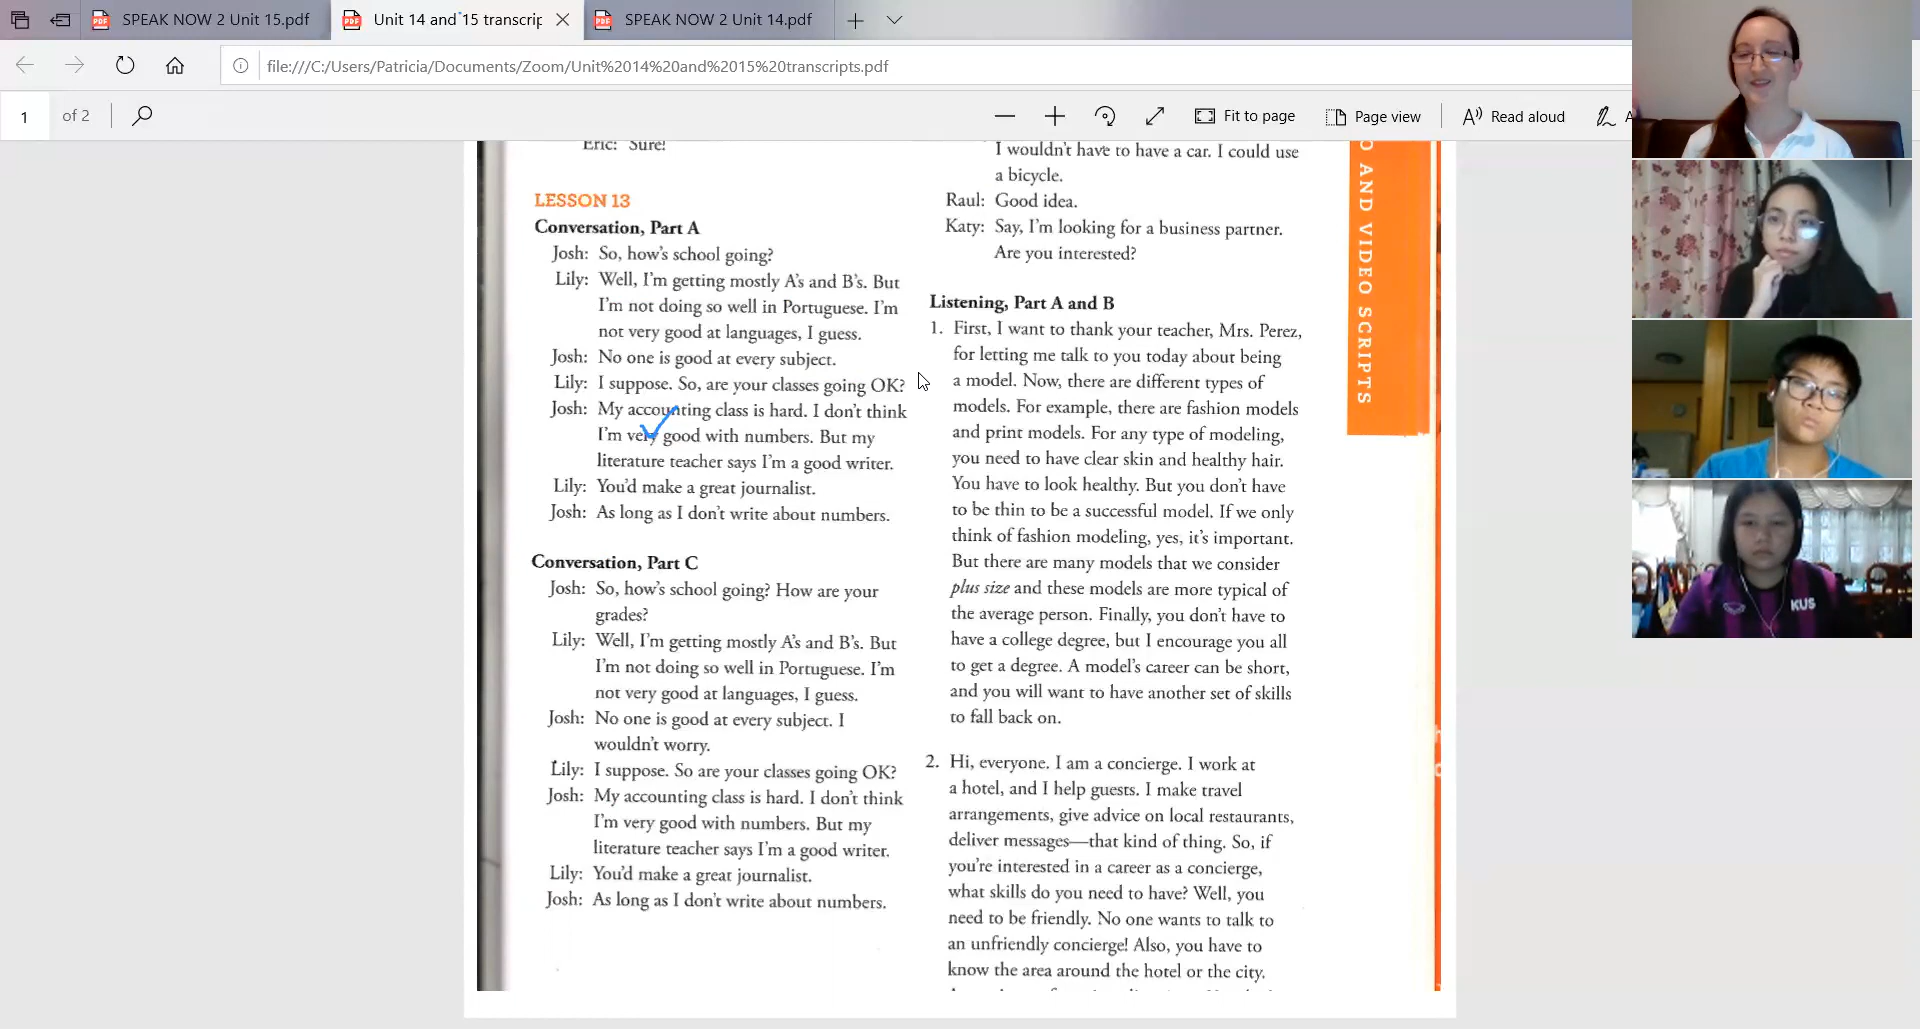 SPEAK NOW 2 Unit 15.pdf
Unit 14 and 15 transcrip
SPEAK NOW 2 Unit 14.pdf
file:///C:/Users/Patricia/Documents/Zoom/Unit%2014%20and%2015%20transcripts.pdf
1 of 2
Fit to page
Page view
Read aloud
Eric: Sure!
LESSON 13
Conversation, Part A
Josh: So, how's school going?
Lily: Well, I'm getting mostly A's and B's. But
I'm not doing so well in Portuguese. I'm
not very good at languages, I guess.
Josh: No one is good at every subject.
Lily: I suppose. So, are your classes going OK?
Josh: My accounting class is hard. I don't think
I'm very good with numbers. But my
literature teacher says I'm a good writer.
Lily: You'd make a great journalist.
Josh: As long as I don't write about numbers.
Conversation, Part C
Josh: So, how's school going? How are your
grades?
Lily: Well, I'm getting mostly A's and B's. But
I'm not doing so well in Portuguese. I'm
not very good at languages, I guess.
Josh: No one is good at every subject. I
wouldn't worry.
Lily: I suppose. So are your classes going OK?
Josh: My accounting class is hard. I don't think
I'm very good with numbers. But my
literature teacher says I'm a good writer.
Lily: You'd make a great journalist.
Josh: As long as I don't write about numbers.
I wouldn't have to have a car. I could use
a bicycle.
Raul: Good idea.
Katy: Say, I'm looking for a business partner.
Are you interested?
Listening, Part A and B
1. First, I want to thank your teacher, Mrs. Perez,
for letting me talk to you today about being
a model. Now, there are different types of
models. For example, there are fashion models
and print models. For any type of modeling,
you need to have clear skin and healthy hair.
You have to look healthy. But you don't have
to be thin to be a successful model. If we only
think of fashion modeling, yes, it's important.
But there are many models that we consider
plus size and these models are more typical of
the average person. Finally, you don't have to
have a college degree, but I encourage you all
to get a degree. A model's career can be short,
and you will want to have another set of skills
to fall back on.
2. Hi, everyone. I am a concierge. I work at
a hotel, and I help guests. I make travel
arrangements, give advice on local restaurants,
deliver messages—that kind of thing. So, if
you're interested in a career as a concierge,
what skills do you need to have? Well, you
need to be friendly. No one wants to talk to
an unfriendly concierge! Also, you have to
know the area around the hotel or the city.
O AND VIDEO SCRIPTS
KUS